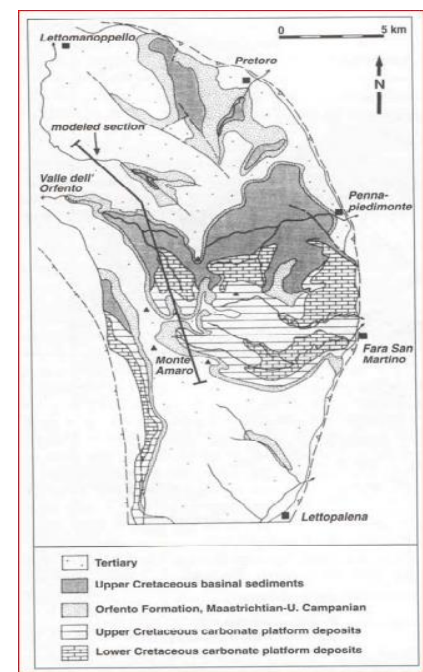 0 5 km
Lettomanoppello
Pretoro
N
modeled section
Valle dell'
Orfento
Penna-
piedimonte
Monte
Amaro
Fara San
Martino
Lettopalena
Tertiary
Upper Cretaceous basinal sediments
Orfento Formation, Maastrichtian-U. Campanian
Upper Cretaceous carbonate platform deposits
Lower Cretaceous carbonate platform deposits